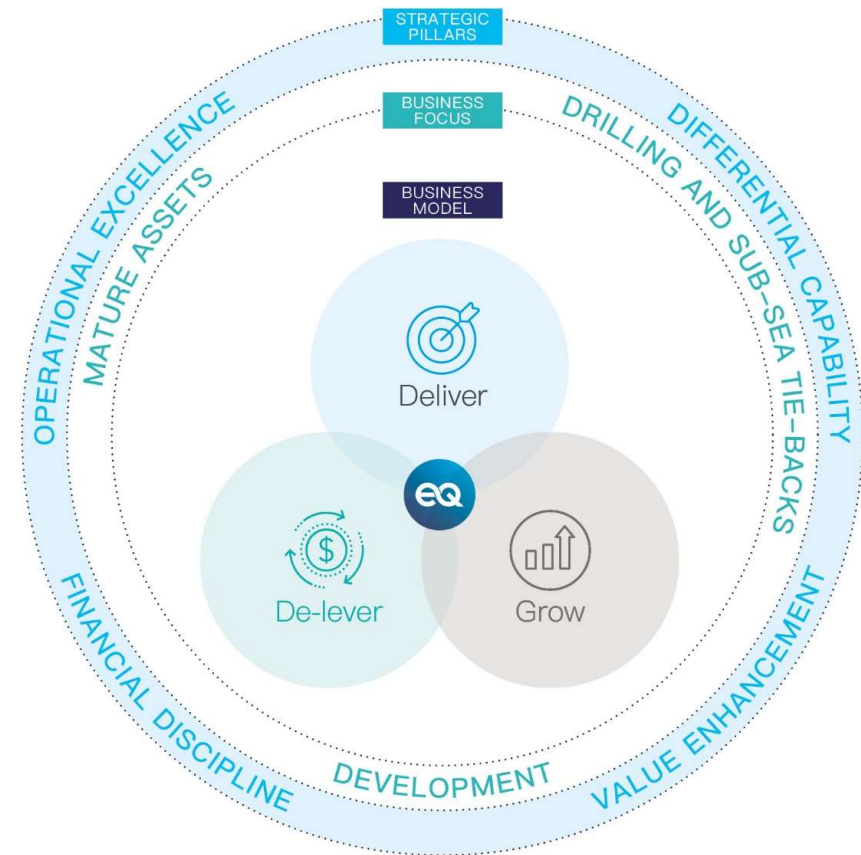 STRATEGIC
PILLARS
OPERATIONAL EXCELLENCE
DIFFERENTIAL CAPABILITY
FINANCIAL DISCIPLINE
VALUE ENHANCEMENT
BUSINESS
FOCUS
MATURE ASSETS
DRILLING AND SUB-SEA TIE-BACKS
DEVELOPMENT
BUSINESS
MODEL
Deliver
EQ
$
De-lever
Grow